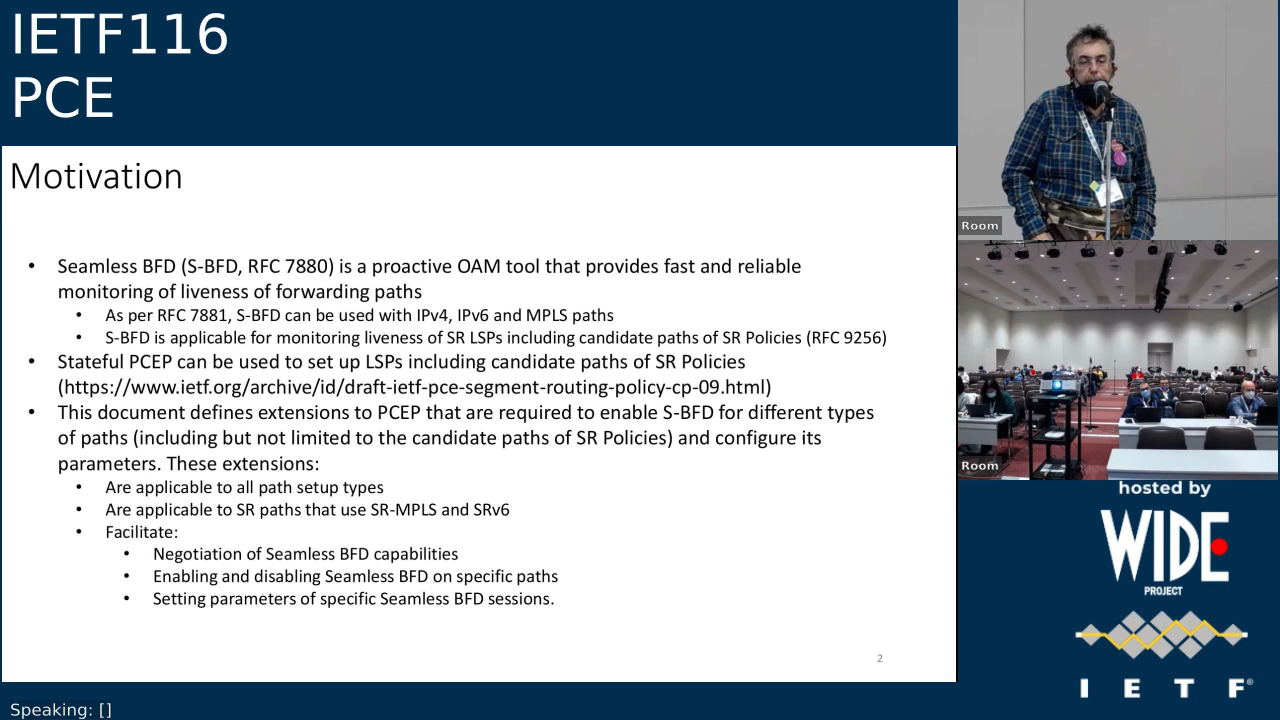 IETF116
PCE
Motivation
• Seamless BFD (S-BFD, RFC 7880) is a proactive OAM tool that provides fast and reliable
monitoring of liveness of forwarding paths
• As per RFC 7881, S-BFD can be used with IPv4, IPv6 and MPLS paths
• S-BFD is applicable for monitoring liveness of SR LSPs including candidate paths of SR Policies (RFC 9256)
• Stateful PCEP can be used to set up LSPs including candidate paths of SR Policies
(https://www.ietf.org/archive/id/draft-ietf-pce-segment-routing-policy-cp-09.html)
• This document defines extensions to PCEP that are required to enable S-BFD for different types
of paths (including but not limited to the candidate paths of SR Policies) and configure its
parameters. These extensions:
• Are applicable to all path setup types
• Are applicable to SR paths that use SR-MPLS and SRv6
• Facilitate:
• Negotiation of Seamless BFD capabilities
• Enabling and disabling Seamless BFD on specific paths
• Setting parameters of specific Seamless BFD sessions.
2
Speaking: []
Room
Room
hosted by
WIDE
PROJECT
I E T F®